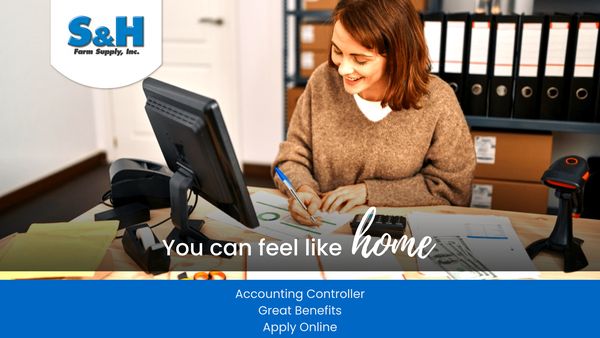 S&H
Farm Supply, Inc.
You can feel like home
Accounting Controller
Great Benefits
Apply Online